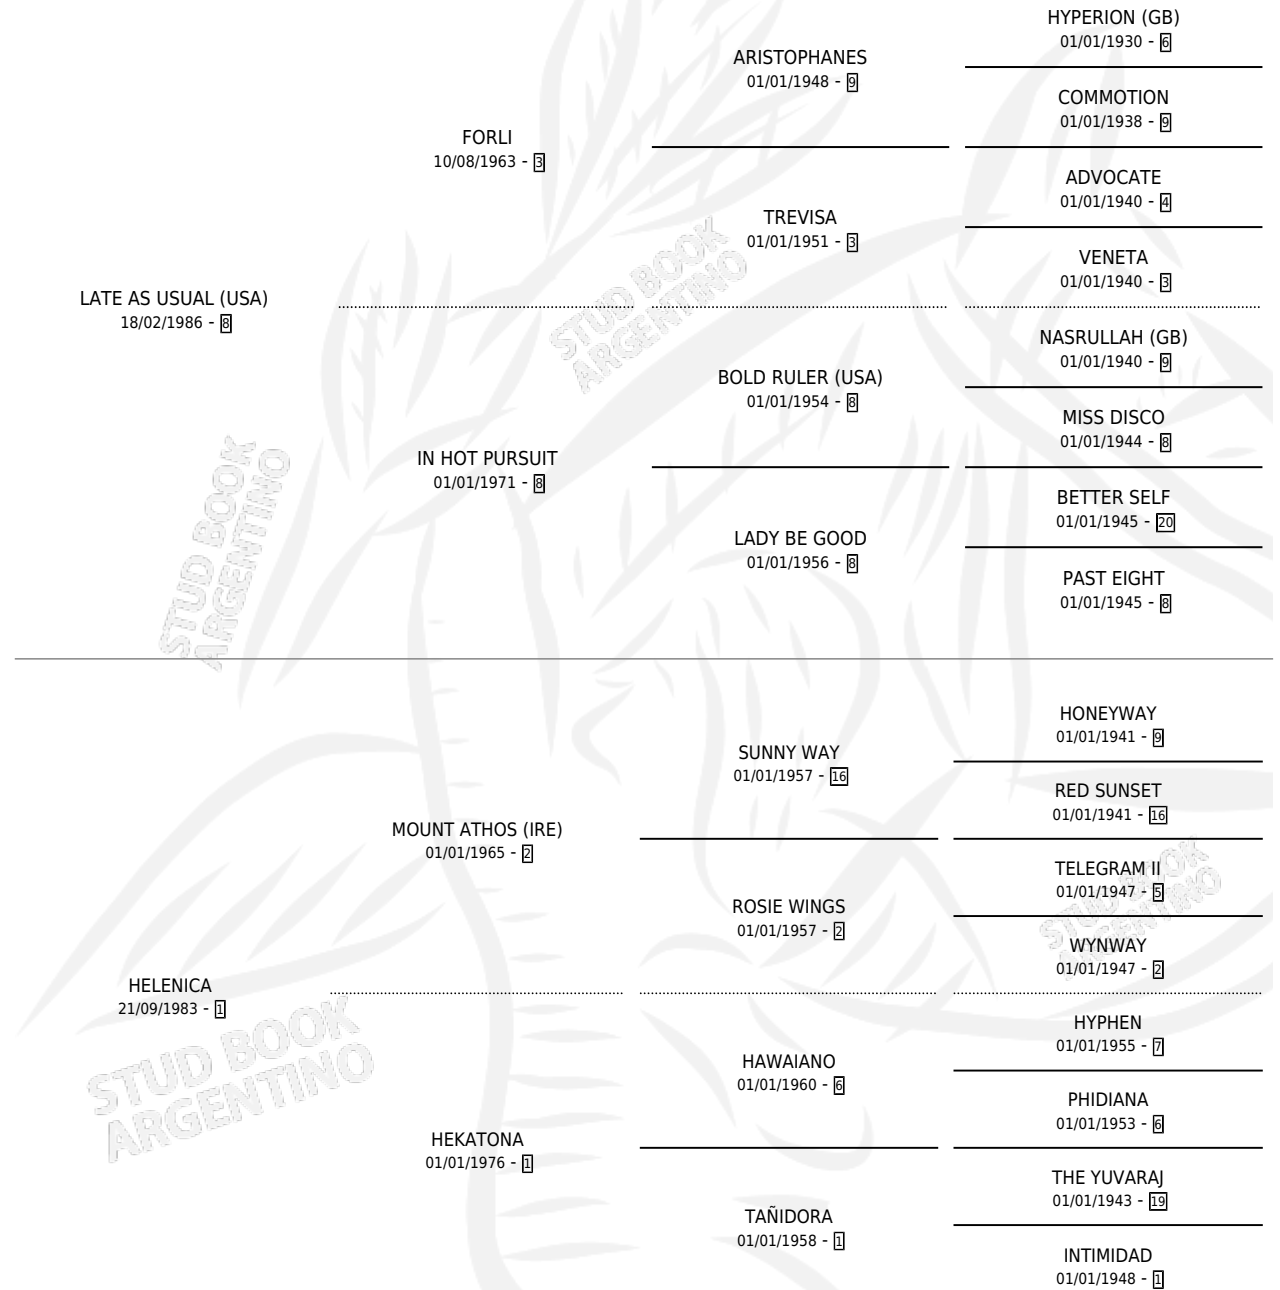 HYPERION (GB)
01/01/1930 - 6
ARISTOPHANES
01/01/1948 - 9
COMMOTION
01/01/1938 - 9
FORLI
10/08/1963 - 3
ADVOCATE
01/01/1940 - 4
TREVISA
01/01/1951 - 3
VENETA
01/01/1940 - 3
LATE AS USUAL (USA)
18/02/1986 - 8
NASRULLAH (GB)
01/01/1940 - 9
BOLD RULER (USA)
01/01/1954 - 8
MISS DISCO
01/01/1944 - 8
IN HOT PURSUIT
01/01/1971 - 8
BETTER SELF
01/01/1945 - 20
LADY BE GOOD
01/01/1956 - 8
PAST EIGHT
01/01/1945 - 8
HONEYWAY
01/01/1941 - 9
SUNNY WAY
01/01/1957 - 16
RED SUNSET
01/01/1941 - 16
MOUNT ATHOS (IRE)
01/01/1965 - 2
TELEGRAM II
01/01/1947 - 5
ROSIE WINGS
01/01/1957 - 2
WYNWAY
01/01/1947 - 2
HELENICA
21/09/1983 - 1
HYPHEN
01/01/1955 - 7
HAWAIANO
01/01/1960 - 6
PHIDIANA
01/01/1953 - 6
HEKATONA
01/01/1976 - 1
THE YUVARAJ
01/01/1943 - 19
TAÑIDORA
01/01/1958 - 1
INTIMIDAD
01/01/1948 - 1
STUD BOOK
ARGENTINO
STUD BOOK
ARGENTINO
STUD BOOK
ARGENTINO
STUD BOOK
ARGENTINO